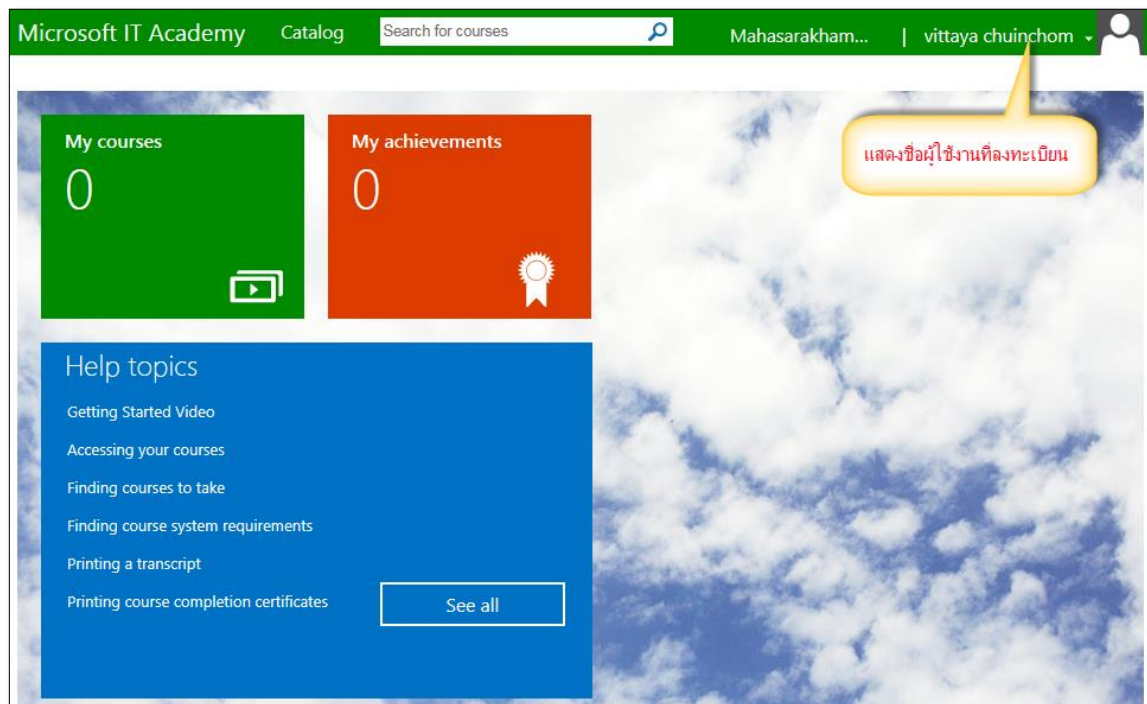 Microsoft IT Academy
Catalog
Search for courses
Mahasarakham...
|
vittaya chuinchom
แสดงชื่อผู้ใช้งานที่ลงทะเบียน
My courses
0
My achievements
0
Help topics
Getting Started Video
Accessing your courses
Finding courses to take
Finding course system requirements
Printing a transcript
Printing course completion certificates
See all